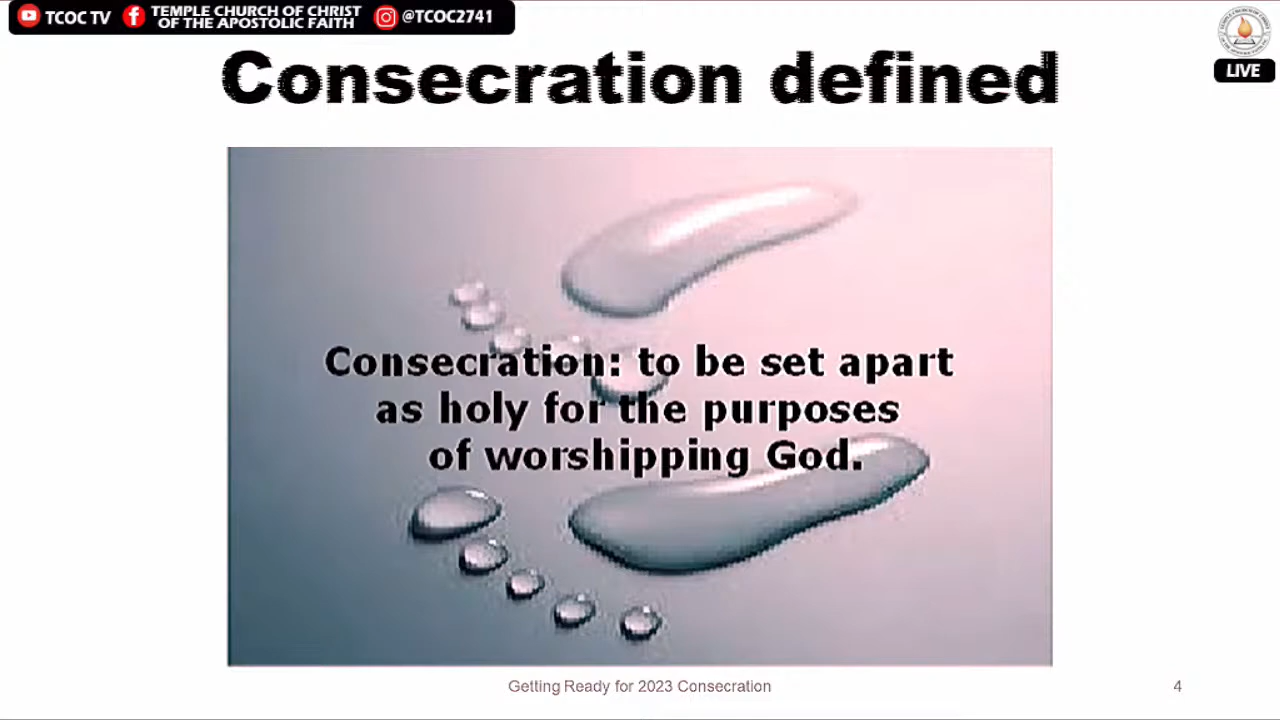 TCOC TV
TEMPLE CHURCH OF CHRIST
OF THE APOSTOLIC FAITH
@TCOC2741
LIVE
Consecration defined
Consecration: to be set apart
as holy for the purposes
of worshipping God.
Getting Ready for 2023 Consecration
4